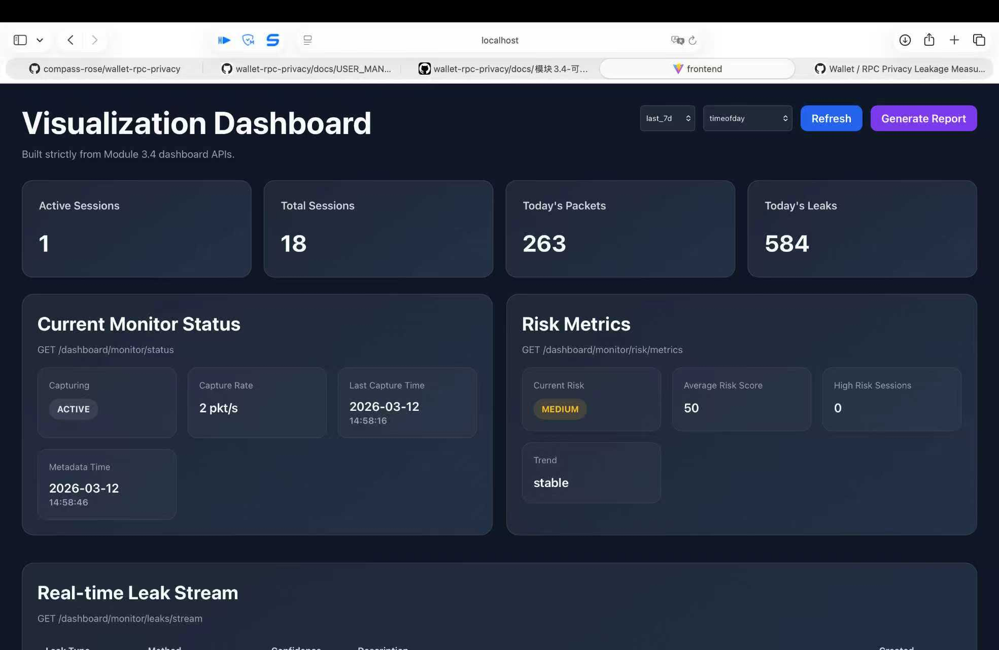 localhost
compass-rose/wallet-rpc-privacy
wallet-rpc-privacy/docs/USER_MAN...
wallet-rpc-privacy/docs/模块3.4-可...
frontend
Wallet / RPC Privacy Leakage Measu...
Visualization Dashboard
last_7d
timeofday
Refresh
Generate Report
Built strictly from Module 3.4 dashboard APIs.
Active Sessions
1
Total Sessions
18
Today's Packets
263
Today's Leaks
584
Current Monitor Status
GET /dashboard/monitor/status
Capturing
ACTIVE
Capture Rate
2 pkt/s
Last Capture Time
2026-03-12
14:58:16
Metadata Time
2026-03-12
14:58:46
Risk Metrics
GET /dashboard/monitor/risk/metrics
Current Risk
MEDIUM
Average Risk Score
50
High Risk Sessions
0
Trend
stable
Real-time Leak Stream
GET /dashboard/monitor/leaks/stream
Leak Type
Method
Confidence
Description
Created